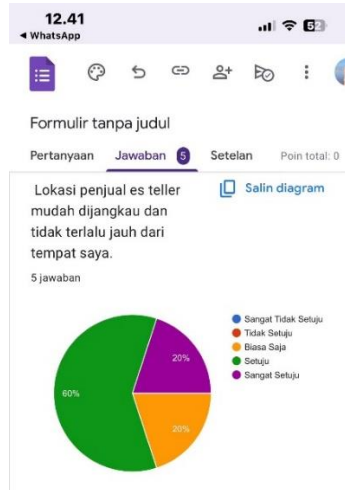 12.41
52
◀ WhatsApp
Formulir tanpa judul
Pertanyaan Jawaban 5 Setelan Poin total: 0
Lokasi penjual es teller
mudah dijangkau dan
tidak terlalu jauh dari
tempat saya.
Salin diagram
5 jawaban
Sangat Tidak Setuju
Tidak Setuju
Biasa Saja
Setuju
Sangat Setuju
20%
60%
20%